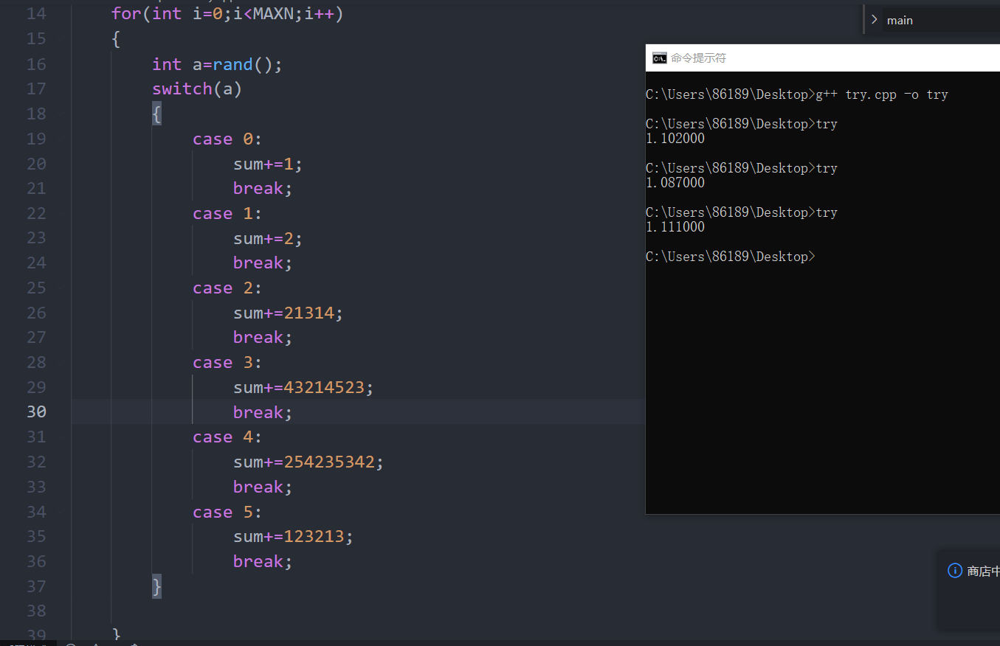 14 for(int i=0;i<MAXN;i++)
15 {
16 int a=rand();
17 switch(a)
18 {
19 case 0:
20 sum+=1;
21 break;
22 case 1:
23 sum+=2;
24 break;
25 case 2:
26 sum+=21314;
27 break;
28 case 3:
29 sum+=43214523;
30 break;
31 case 4:
32 sum+=254235342;
33 break;
34 case 5:
35 sum+=123213;
36 break;
37 }
38
39 }
> main
命令提示符
C:\Users\86189\Desktop>g++ try.cpp -o try
C:\Users\86189\Desktop>try
1.102000
C:\Users\86189\Desktop>try
1.087000
C:\Users\86189\Desktop>try
1.111000
C:\Users\86189\Desktop>
商店中